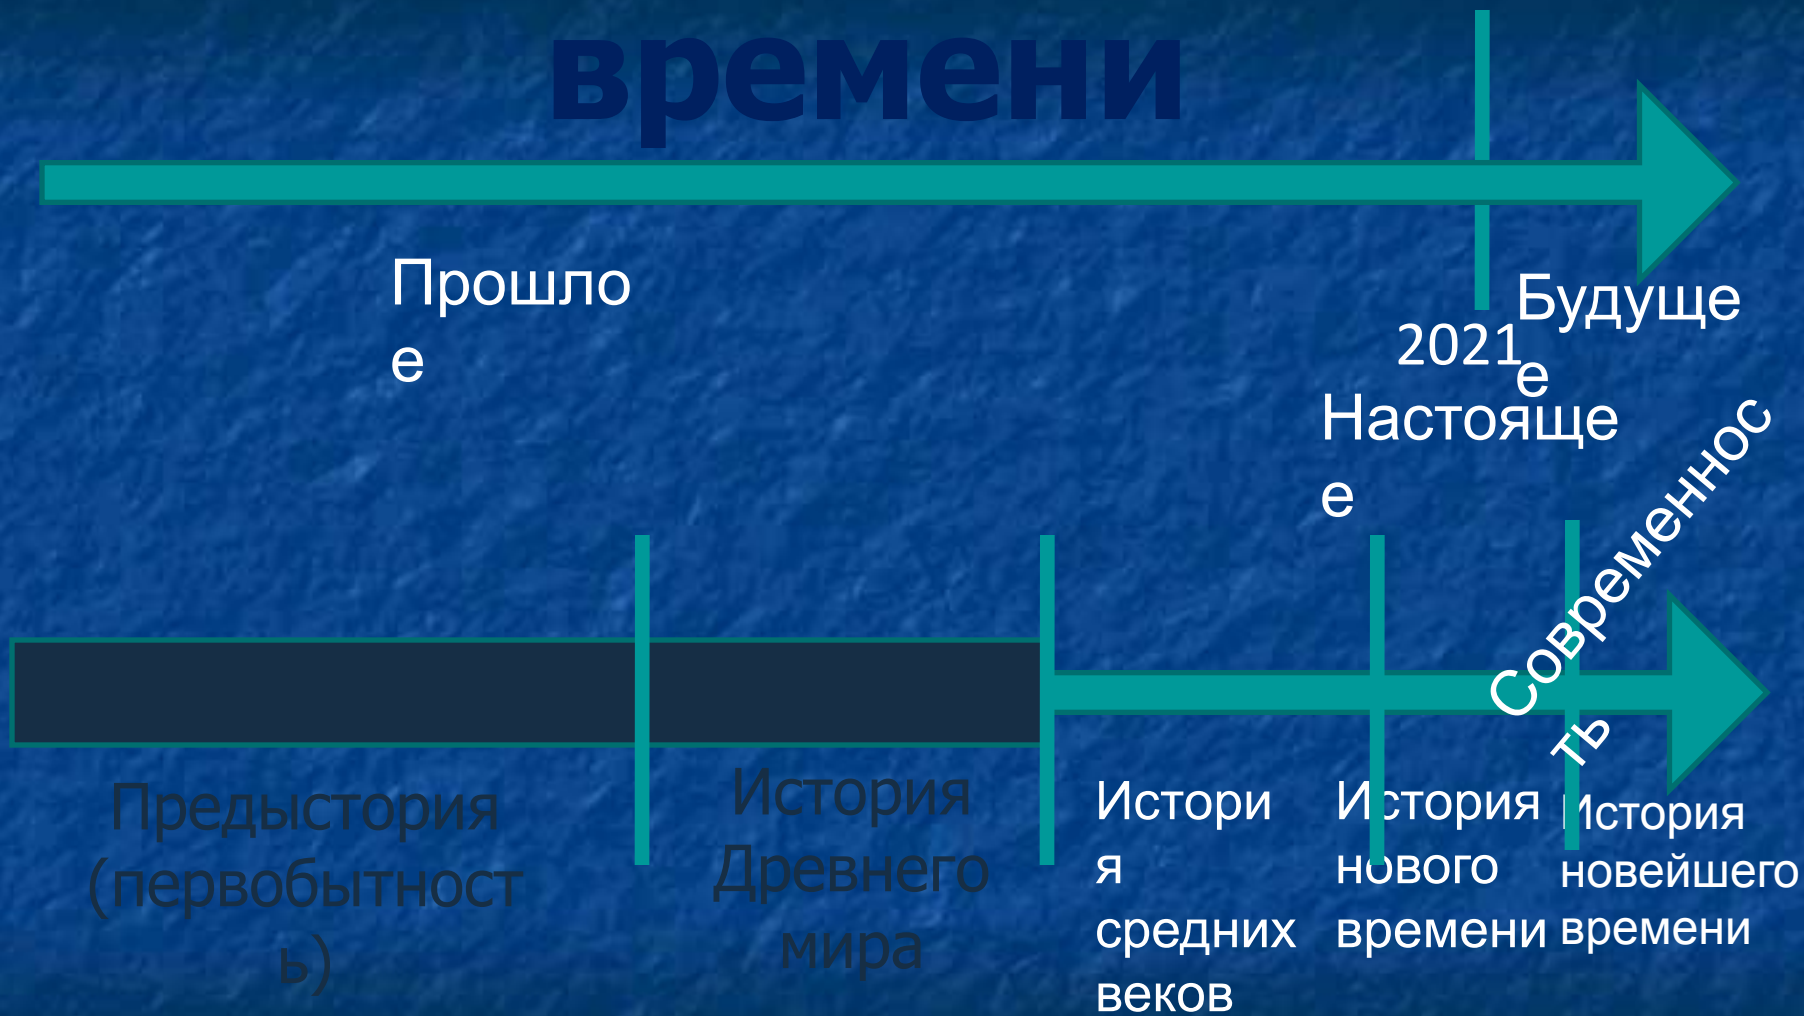 времени
Прошло
е
Будуще
е
2021
Настояще
е
Современнос
ть
Предыстория
(первобытност
ь)
История
Древнего
мира
Истори
я
средних
веков
История
нового
времени
История
новейшего
времени